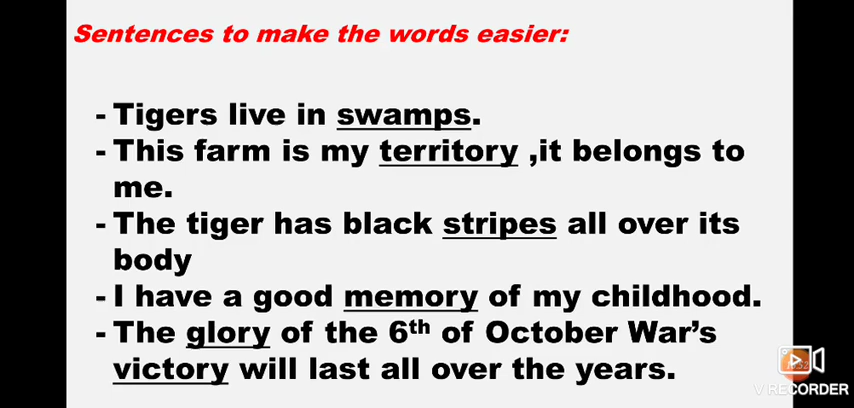 Sentences to make the words easier:
- Tigers live in swamps.
- This farm is my territory ,it belongs to
me.
- The tiger has black stripes all over its
body
- I have a good memory of my childhood.
- The glory of the 6th of October War's
victory will last all over the years.
V RECORDER